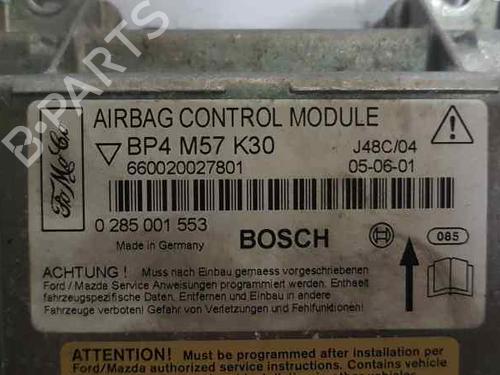 B-PARTS
AIRBAG CONTROL MODULE
BP4 M57 K30
J48C/04
660020027801
05-06-01
FoMoCo
0 285 001 553
Made in Germany
BOSCH
085
ACHTUNG ! Muss nach Einbau gemaess vorgeschriebenen
Ford / Mazda Service Anweisungen programmiert werden. Enthaelt
fahrzeugspezifische Daten. Entfernen und Einbau in andere
Fahrzeuge verboten! Gefahr von Verletzungen und Fehlfunktionen!
ATTENTION! Must be programmed after installation
Ford/Mazda authorized service instructions. Contains vehicle